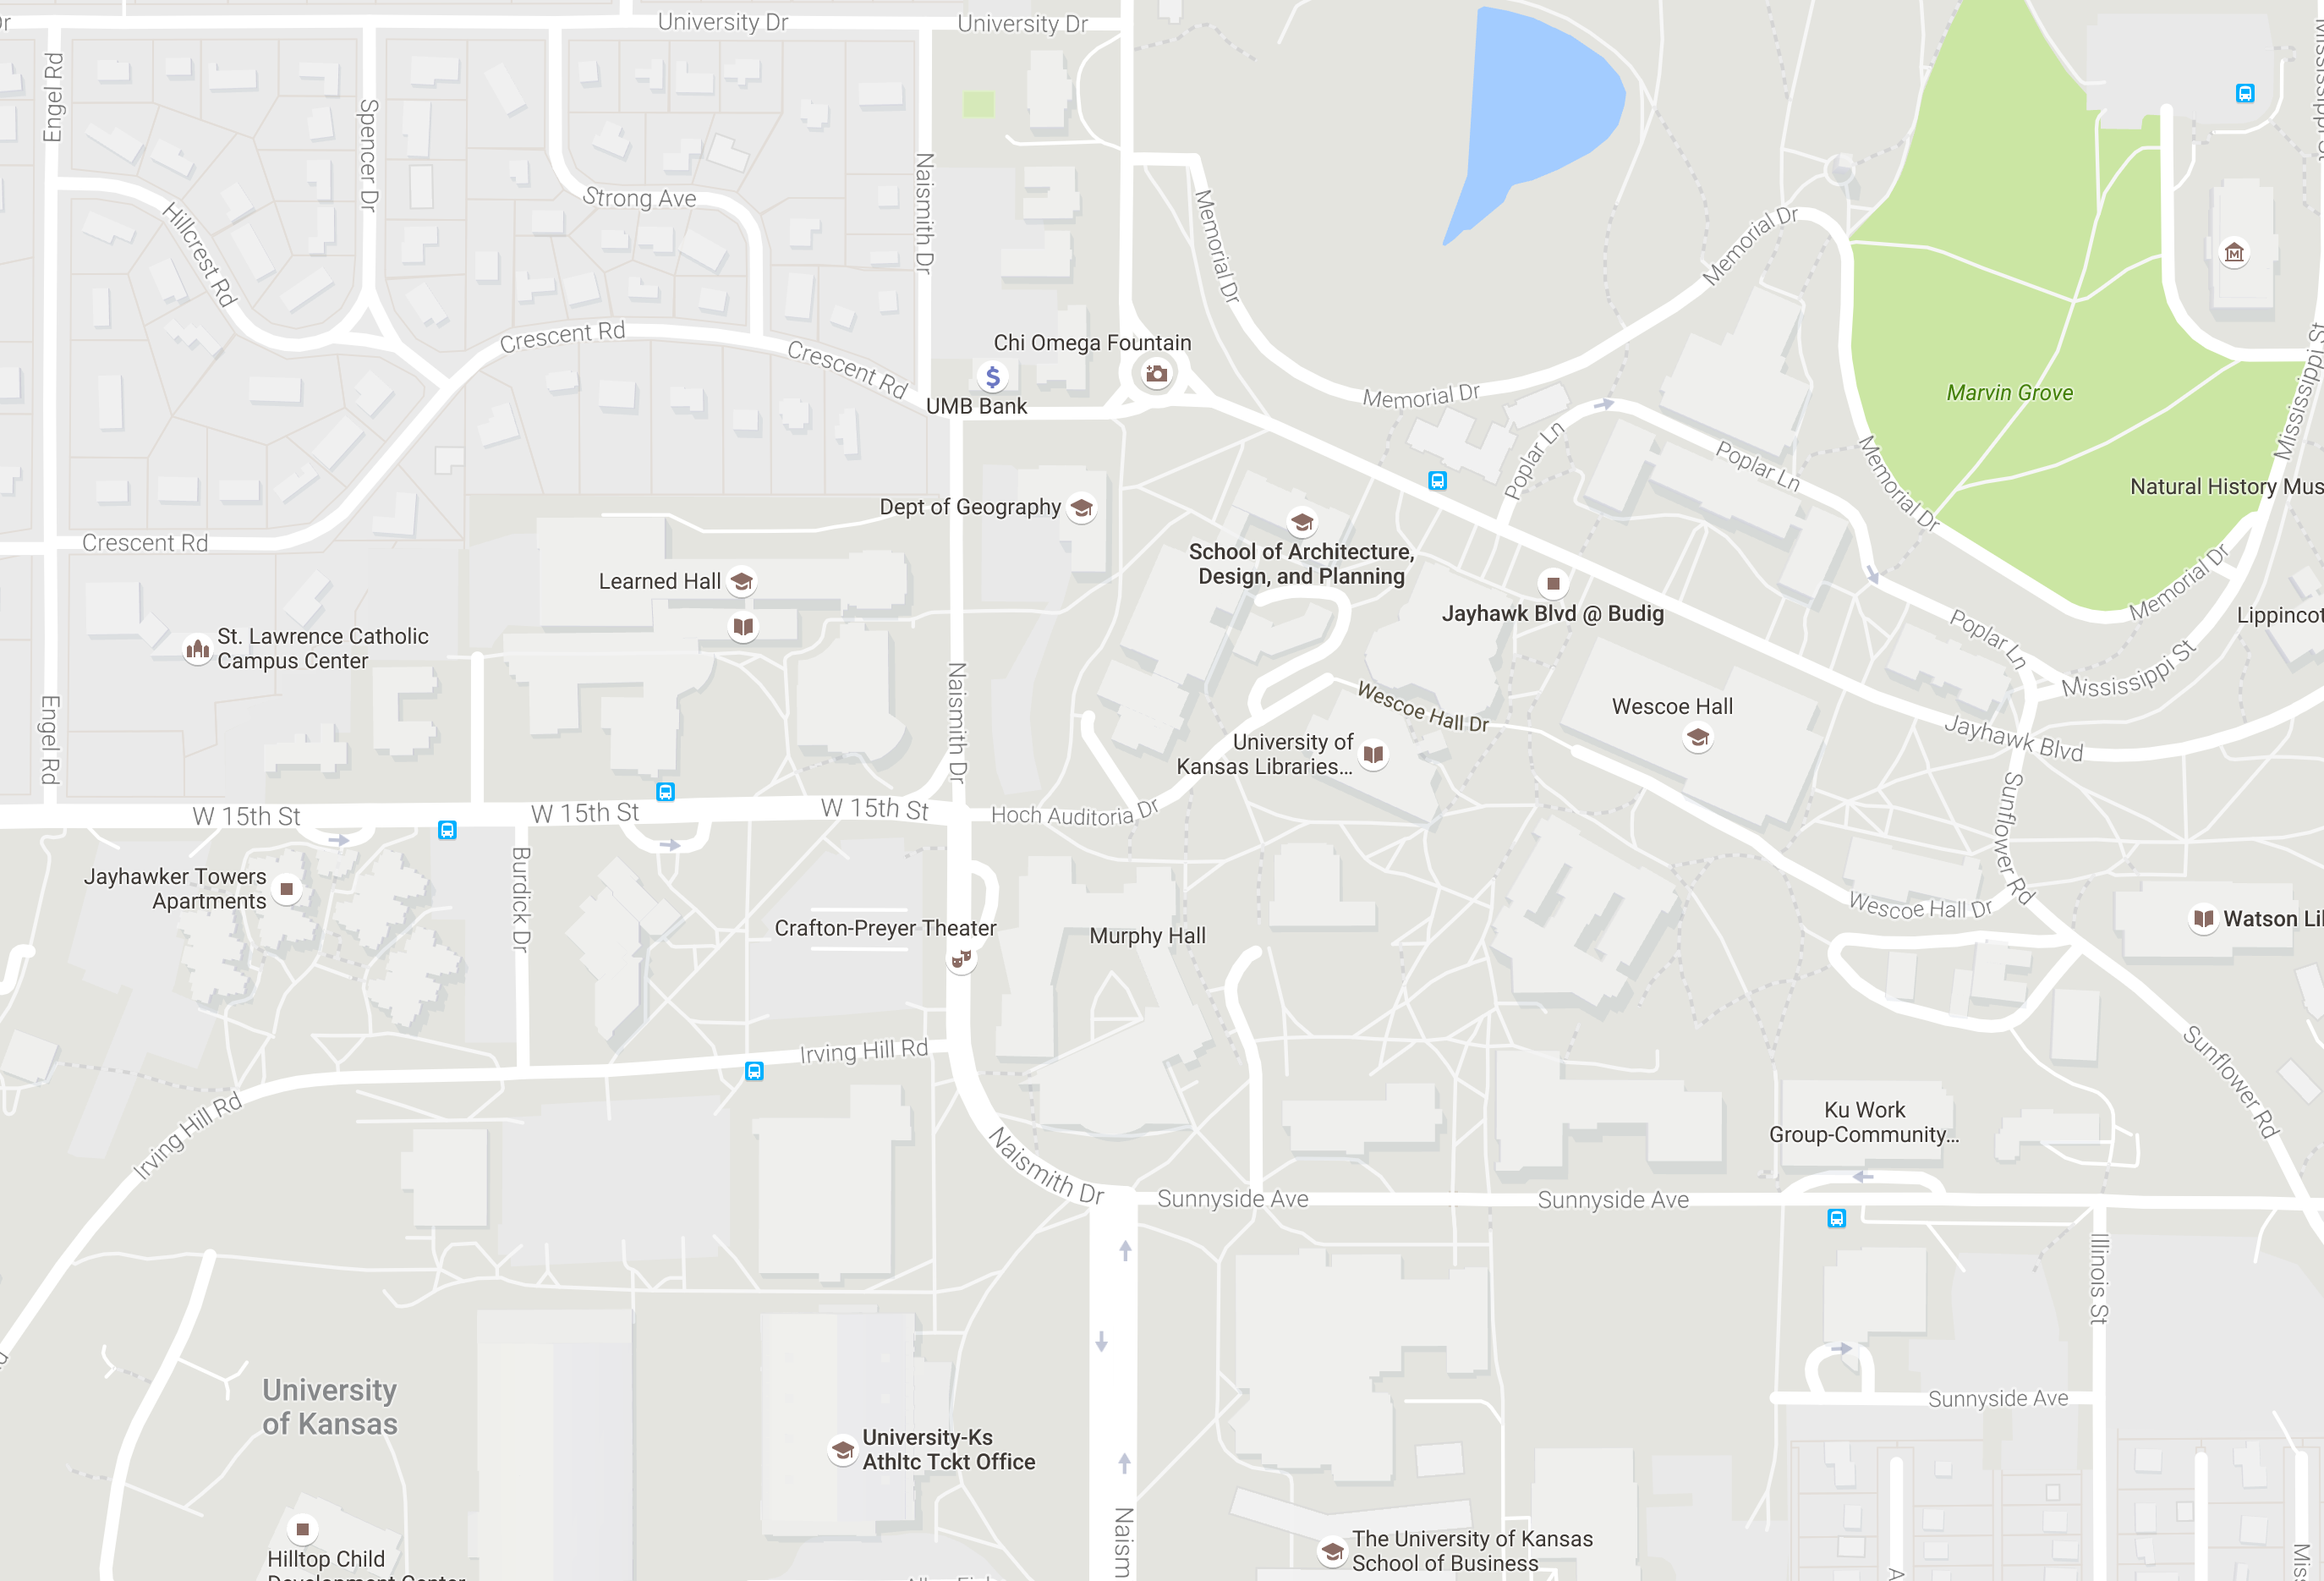 University Dr
University Dr
Engel Rd
Spencer Dr
Hillcrest Rd
Strong Ave
Naismith Dr
Memorial Dr
Memorial Dr
Crescent Rd
Crescent Rd
Chi Omega Fountain
UMB Bank
$
Memorial Dr
Marvin Grove
Mississippi St
Poplar Ln
Poplar Ln
Memorial Dr
Natural History Mus
Dept of Geography
Crescent Rd
School of Architecture,
Design, and Planning
Learned Hall
Jayhawk Blvd @ Budig
Memorial Dr
Lippincot
Poplar Ln
St. Lawrence Catholic
Campus Center
Mississippi St
Engel Rd
Naismith Dr
Wescoe Hall Dr
Wescoe Hall
University of
Kansas Libraries...
Jayhawk Blvd
Sunflower Rd
W 15th St
W 15th St
W 15th St
Hoch Auditoria Dr
Jayhawker Towers
Apartments
Burdick Dr
Wescoe Hall Dr
Watson Li
Crafton-Preyer Theater
Murphy Hall
Irving Hill Rd
Irving Hill Rd
Sunflower Rd
Ku Work
Group-Community...
Naismith Dr
Sunnyside Ave
Sunnyside Ave
Illinois St
University
of Kansas
Sunnyside Ave
University-Ks
Athltc Tckt Office
Naism
The University of Kansas
School of Business
Hilltop Child
A
Mis